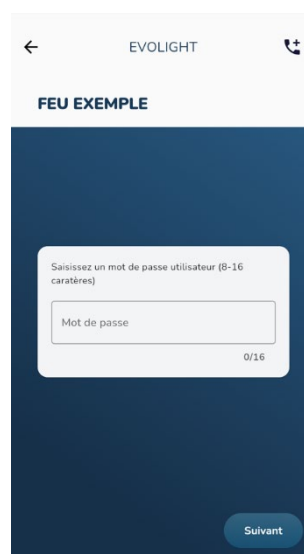 EVOLIGHT
FEU EXEMPLE
Saisissez un mot de passe utilisateur (8-16
caratères)
Mot de passe
0/16
Suivant